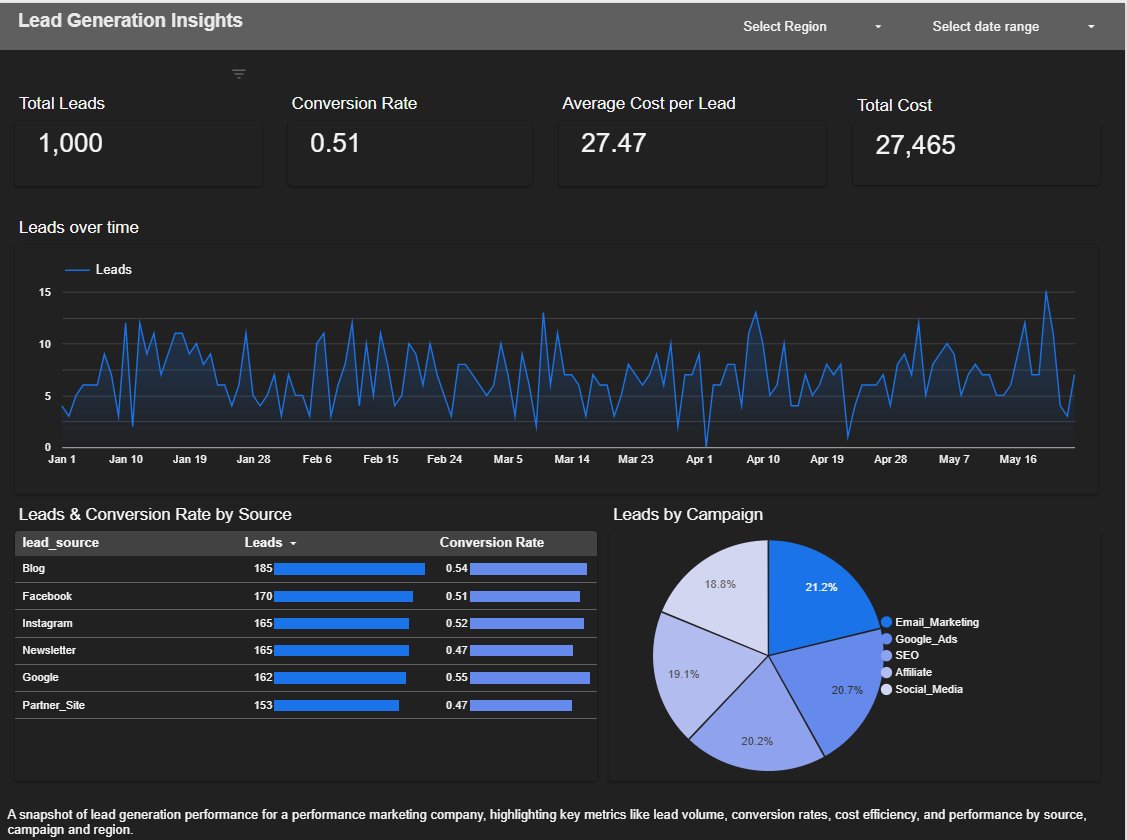 Lead Generation Insights
Select Region
Select date range
Total Leads
Conversion Rate
Average Cost per Lead
Total Cost
1,000
0.51
27.47
27,465
Leads over time
Leads
15
10
5
0
Jan 1 Jan 10 Jan 19 Jan 28 Feb 6 Feb 15 Feb 24 Mar 5 Mar 14 Mar 23 Apr 1 Apr 10 Apr 19 Apr 28 May 7 May 16
Leads & Conversion Rate by Source
lead_source Leads Conversion Rate
Blog 185 0.54
Facebook 170 0.51
Instagram 165 0.52
Newsletter 165 0.47
Google 162 0.55
Partner_Site 153 0.47
Leads by Campaign
18.8%
21.2%
19.1%
20.7%
20.2%
Email_Marketing
Google_Ads
SEO
Affiliate
Social_Media
A snapshot of lead generation performance for a performance marketing company, highlighting key metrics like lead volume, conversion rates, cost efficiency, and performance by source,
campaign and region.